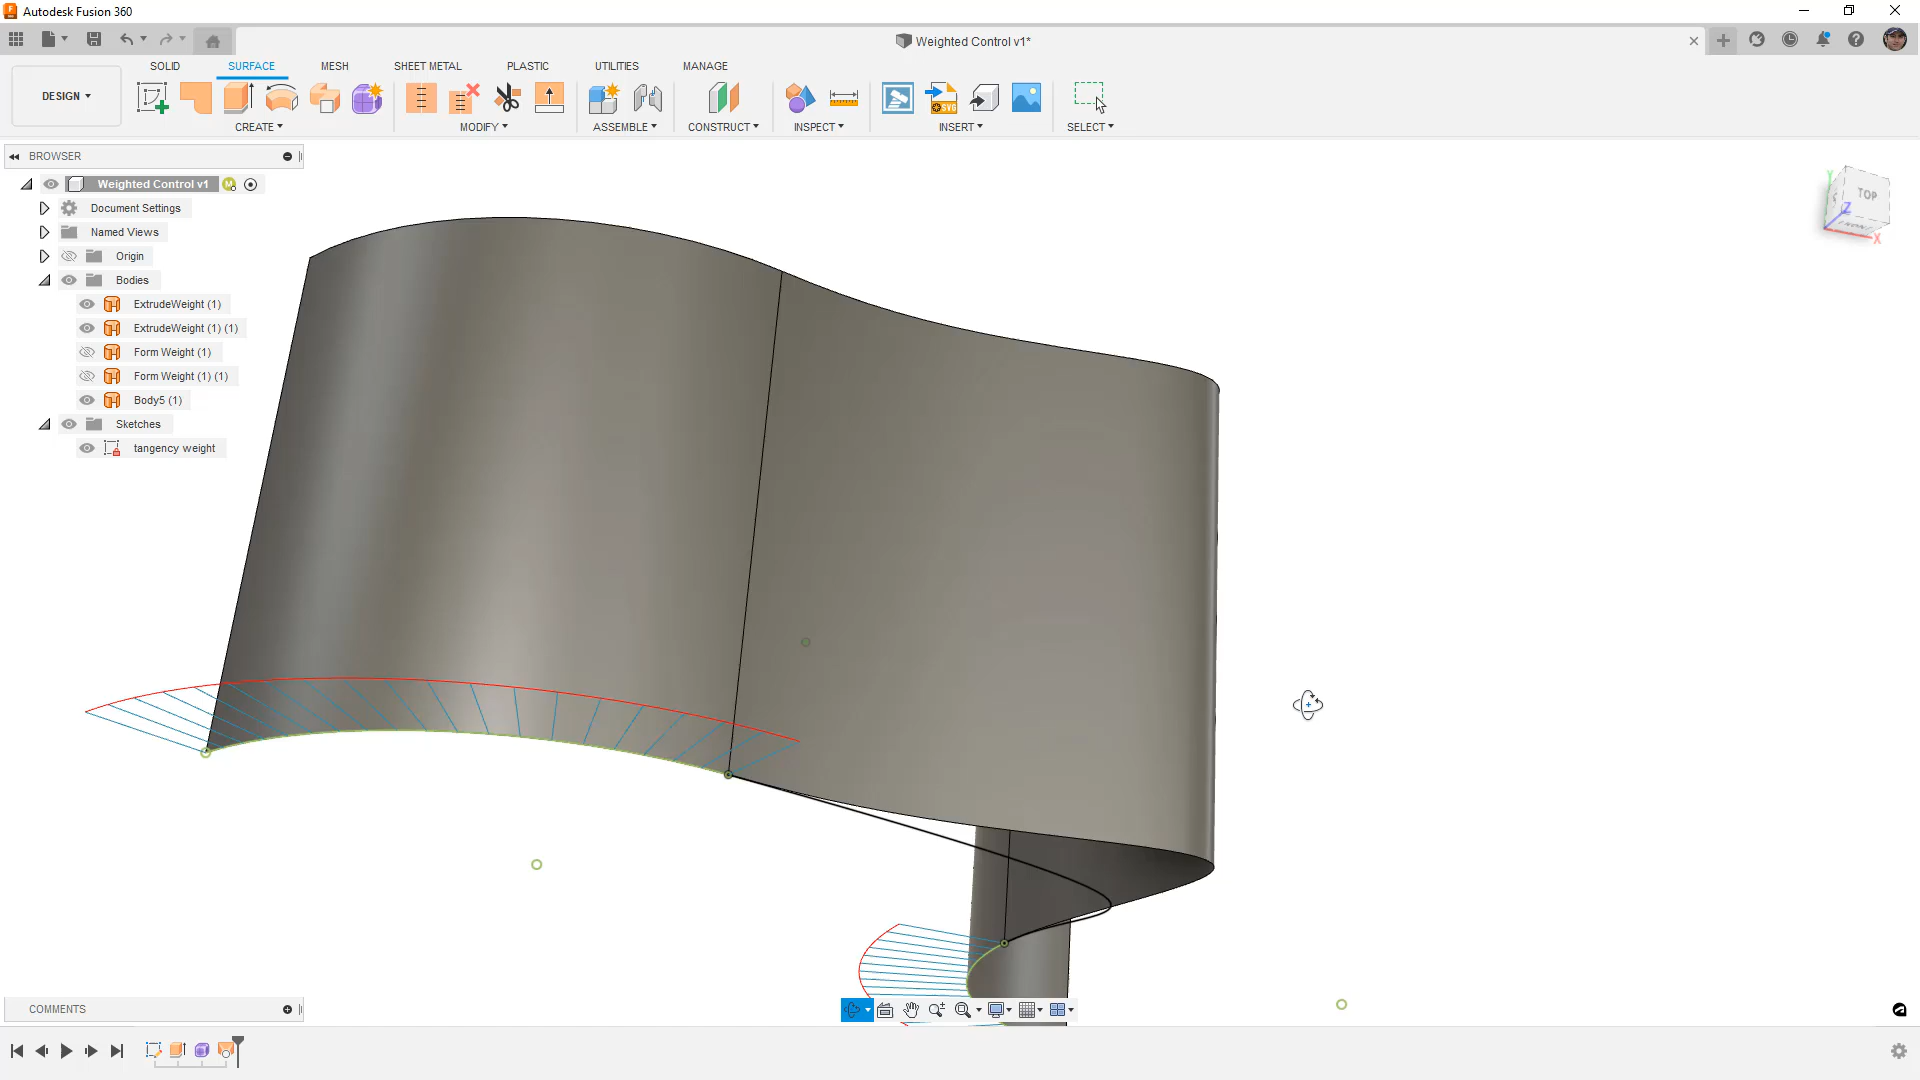 Autodesk Fusion 360
Weighted Control v1*
DESIGN
SOLID
SURFACE
MESH
SHEET METAL
PLASTIC
UTILITIES
MANAGE
CREATE
MODIFY
ASSEMBLE
CONSTRUCT
INSPECT
INSERT
SELECT
BROWSER
Weighted Control v1
Document Settings
Named Views
Origin
Bodies
ExtrudeWeight (1)
ExtrudeWeight (1) (1)
Form Weight (1)
Form Weight (1) (1)
Body5 (1)
Sketches
tangency weight
TOP
FRONT
Y
Z
X
SVG
COMMENTS